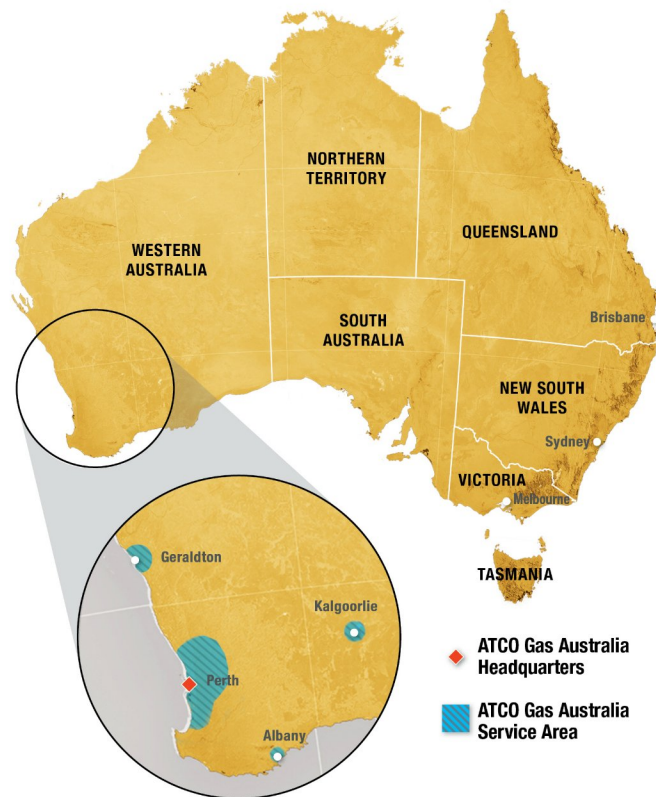 NORTHERN
TERRITORY
QUEENSLAND
WESTERN
AUSTRALIA
Brisbane
SOUTH
AUSTRALIA
NEW SOUTH
WALES
Sydney
VICTORIA
Melbourne
Geraldton
TASMANIA
Kalgoorlie
ATCO Gas Australia
Headquarters
Perth
ATCO Gas Australia
Service Area
Albany